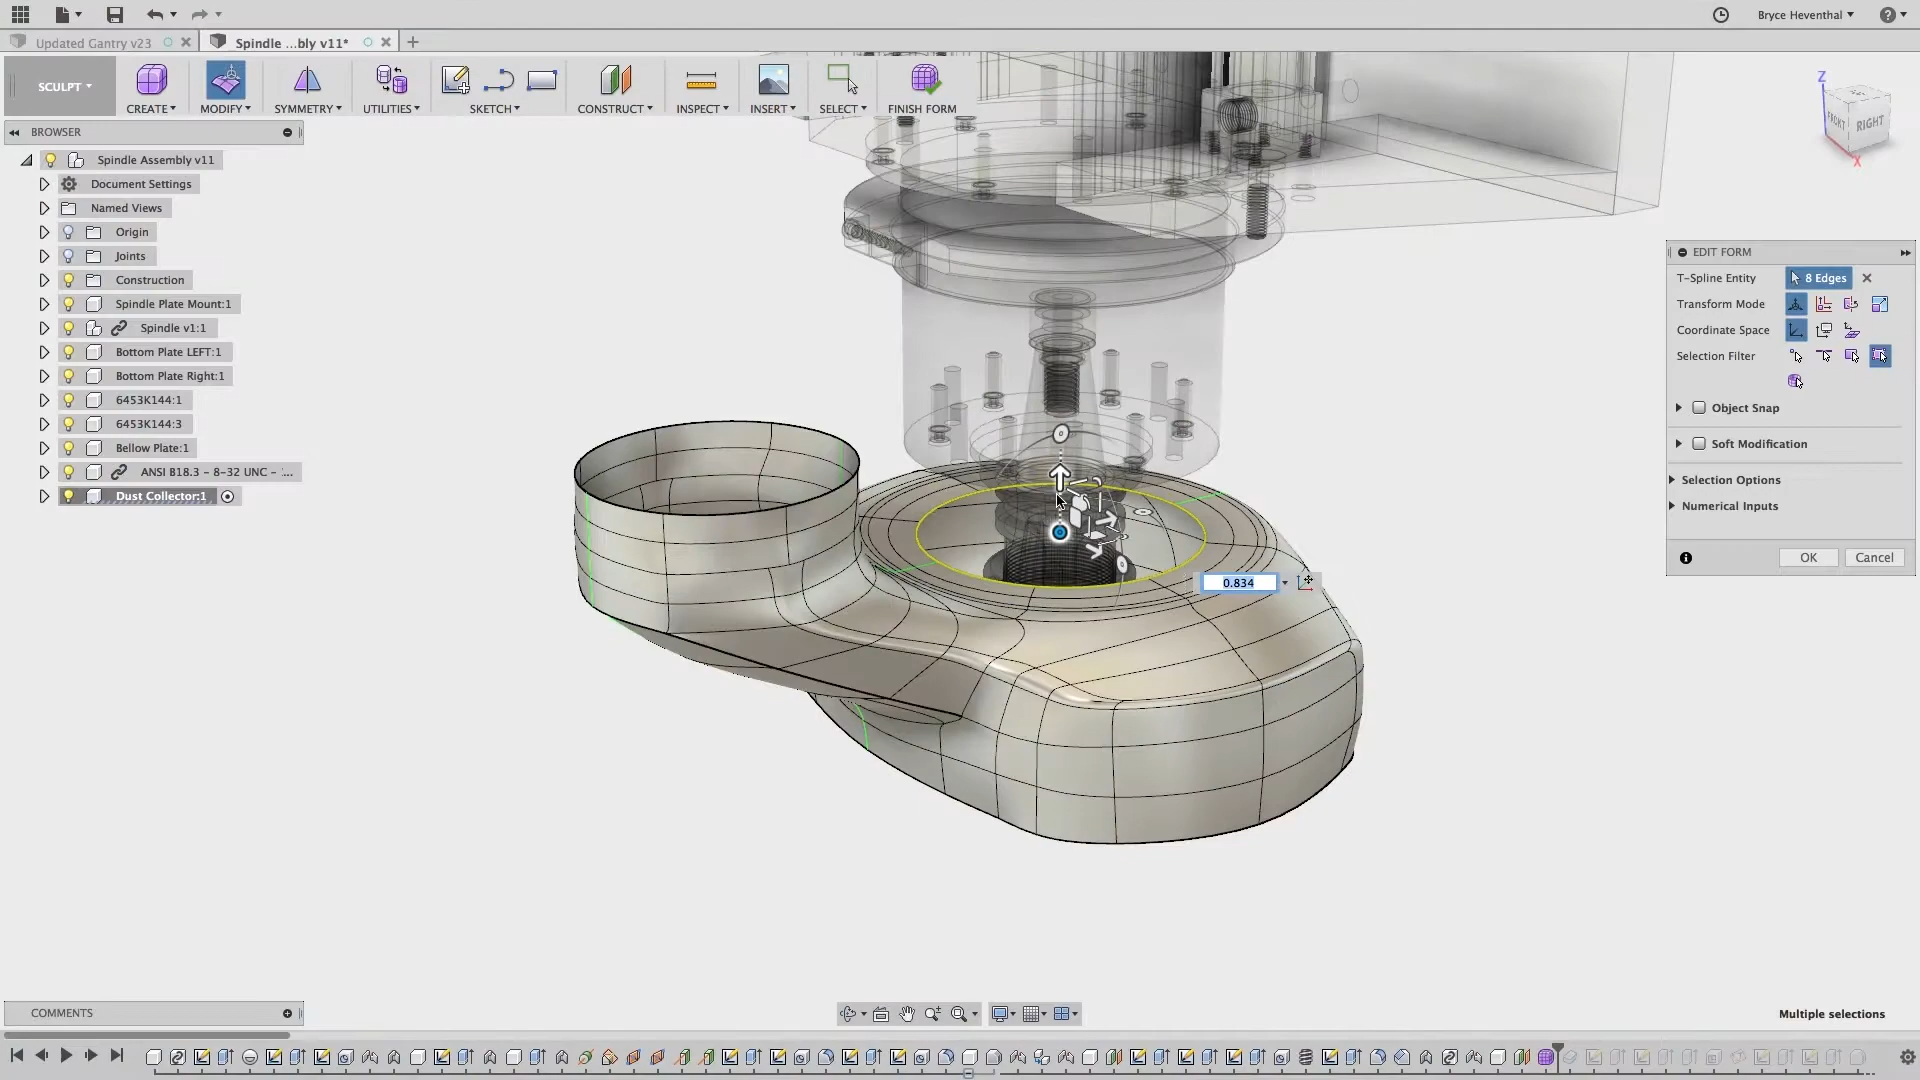 Bryce Heventhal
Updated Gantry v23
Spindle ...bly v11*
SCULPT
CREATE
MODIFY
SYMMETRY
UTILITIES
SKETCH
CONSTRUCT
INSPECT
INSERT
SELECT
FINISH FORM
BROWSER
Spindle Assembly v11
Document Settings
Named Views
Origin
Joints
Construction
Spindle Plate Mount:1
Spindle v1:1
Bottom Plate LEFT:1
Bottom Plate Right:1
6453K144:1
6453K144:3
Bellow Plate:1
ANSI B18.3 - 8-32 UNC - '...
Dust Collector:1
Z
FRONT
RIGHT
X
EDIT FORM
T-Spline Entity
8 Edges
Transform Mode
Coordinate Space
Selection Filter
Object Snap
Soft Modification
Selection Options
Numerical Inputs
OK
Cancel
0.834
COMMENTS
Multiple selections